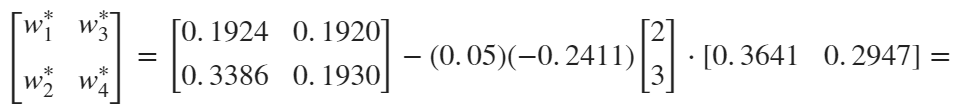 [w₁* w₃*] = [0.1924 0.1920] − (0.05)(−0.2411) [2] · [0.3641 0.2947] =
[w₂* w₄*] [0.3386 0.1930] [3]